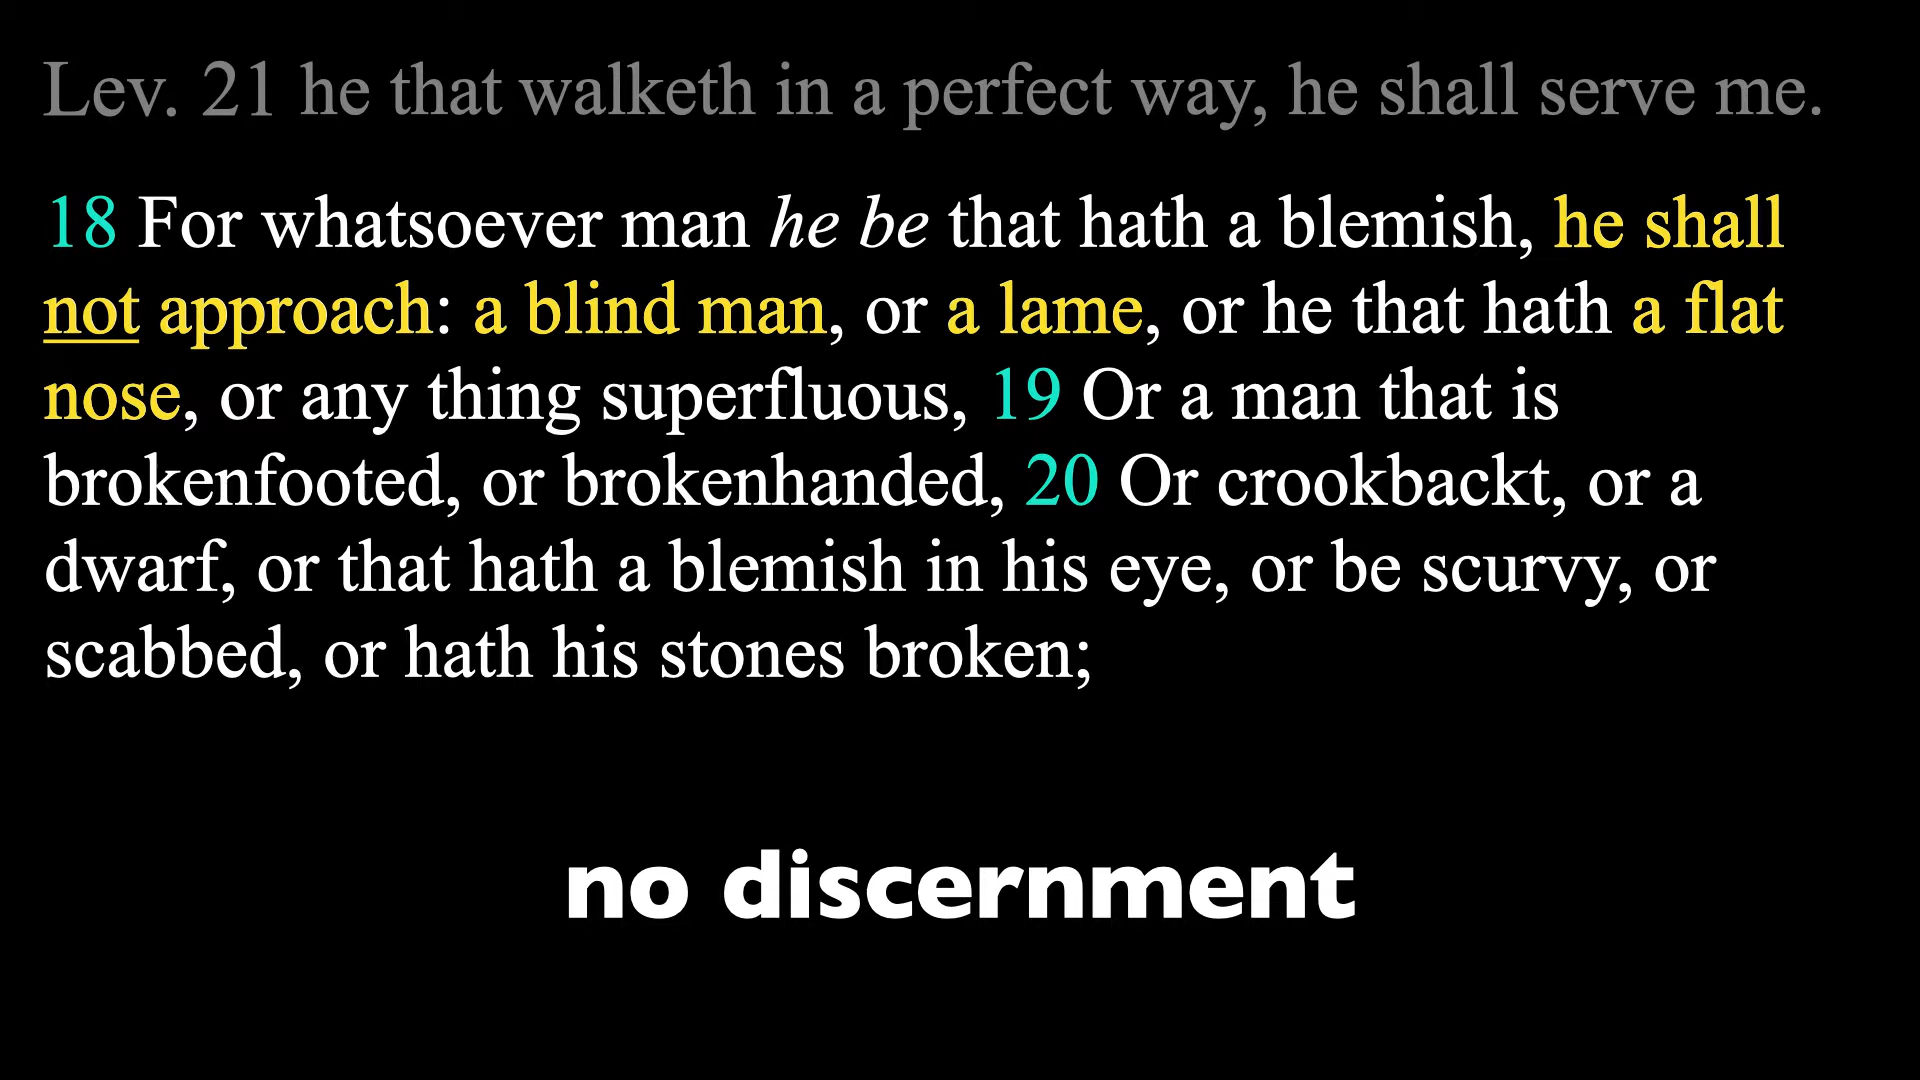 Lev. 21 he that walketh in a perfect way, he shall serve me.
18 For whatsoever man he be that hath a blemish, he shall
not approach: a blind man, or a lame, or he that hath a flat
nose, or any thing superfluous, 19 Or a man that is
brokenfooted, or brokenhanded, 20 Or crookbackt, or a
dwarf, or that hath a blemish in his eye, or be scurvy, or
scabbed, or hath his stones broken;
no discernment